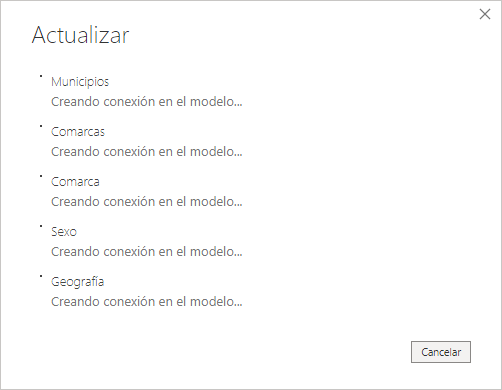 Actualizar
Municipios
Creando conexión en el modelo...
Comarcas
Creando conexión en el modelo...
Comarca
Creando conexión en el modelo...
Sexo
Creando conexión en el modelo...
Geografía
Creando conexión en el modelo...
Cancelar